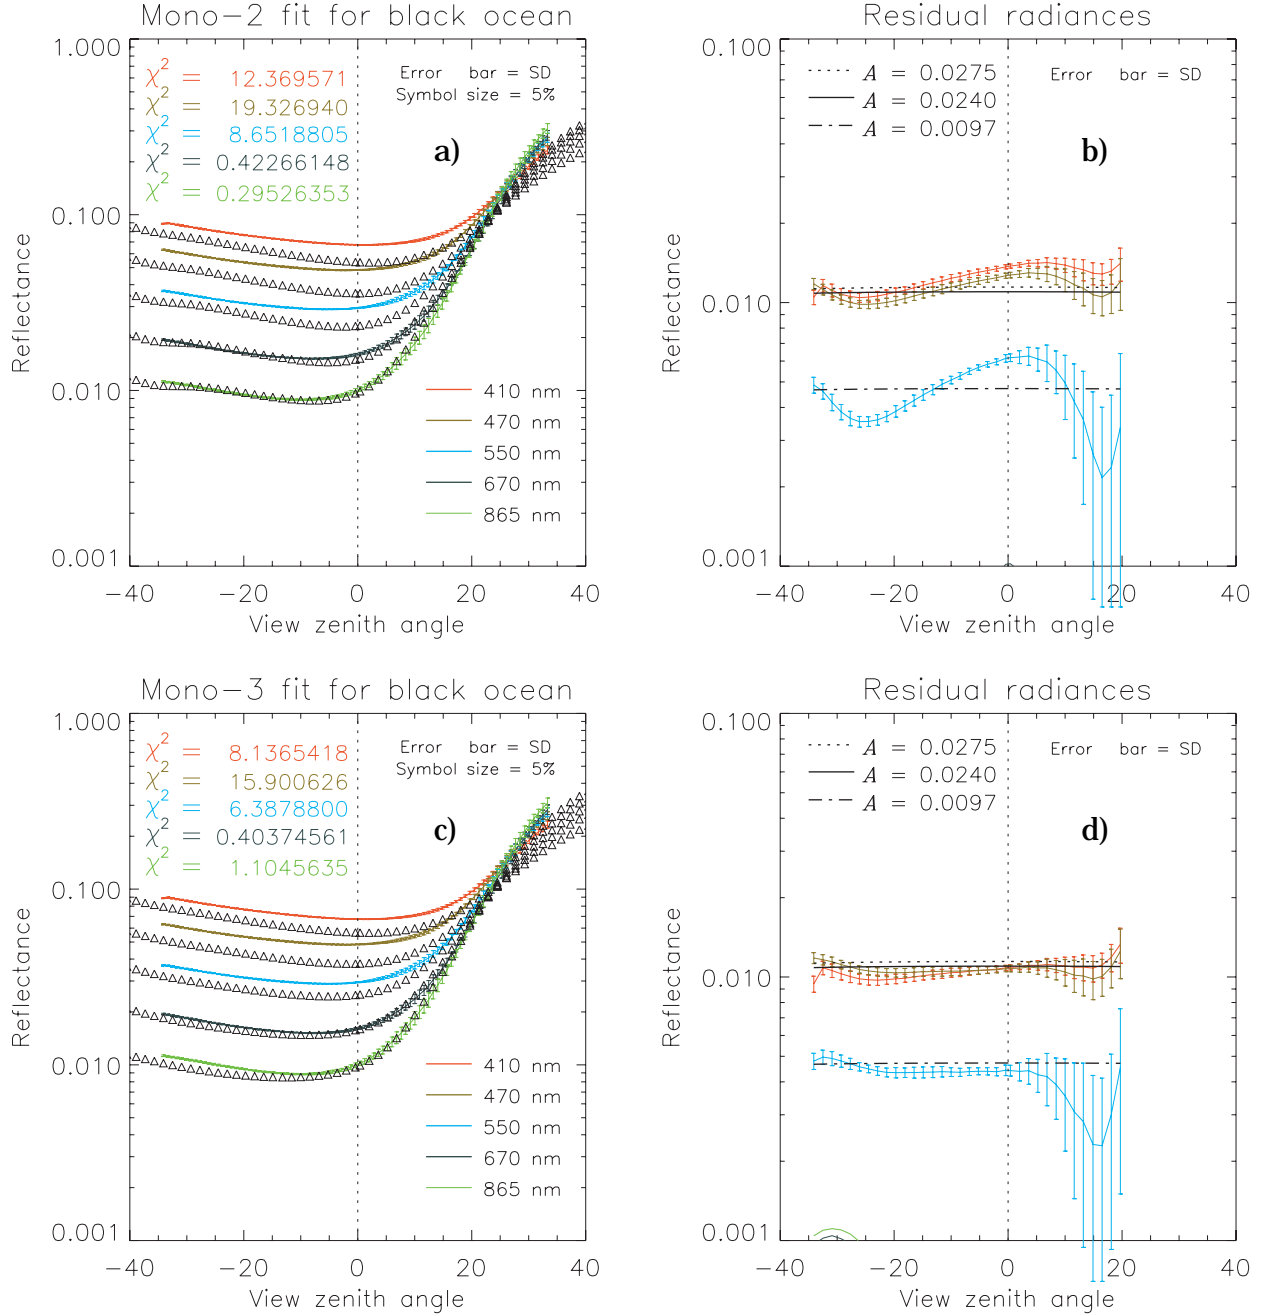 Mono-2 fit for black ocean
1.000
0.100
0.010
0.001
Reflectance
χ² = 12.369571
χ² = 19.326940
χ² = 8.6518805
χ² = 0.42266148
χ² = 0.29526353
Error bar = SD
Symbol size = 5%
a)
410 nm
470 nm
550 nm
670 nm
865 nm
-40 -20 0 20 40
View zenith angle
Residual radiances
0.100
0.010
0.001
Reflectance
A = 0.0275
A = 0.0240
A = 0.0097
Error bar = SD
b)
-40 -20 0 20 40
View zenith angle
Mono-3 fit for black ocean
1.000
0.100
0.010
0.001
Reflectance
χ² = 8.1365418
χ² = 15.900626
χ² = 6.3878800
χ² = 0.40374561
χ² = 1.1045635
Error bar = SD
Symbol size = 5%
c)
410 nm
470 nm
550 nm
670 nm
865 nm
-40 -20 0 20 40
View zenith angle
Residual radiances
0.100
0.010
0.001
Reflectance
A = 0.0275
A = 0.0240
A = 0.0097
Error bar = SD
d)
-40 -20 0 20 40
View zenith angle